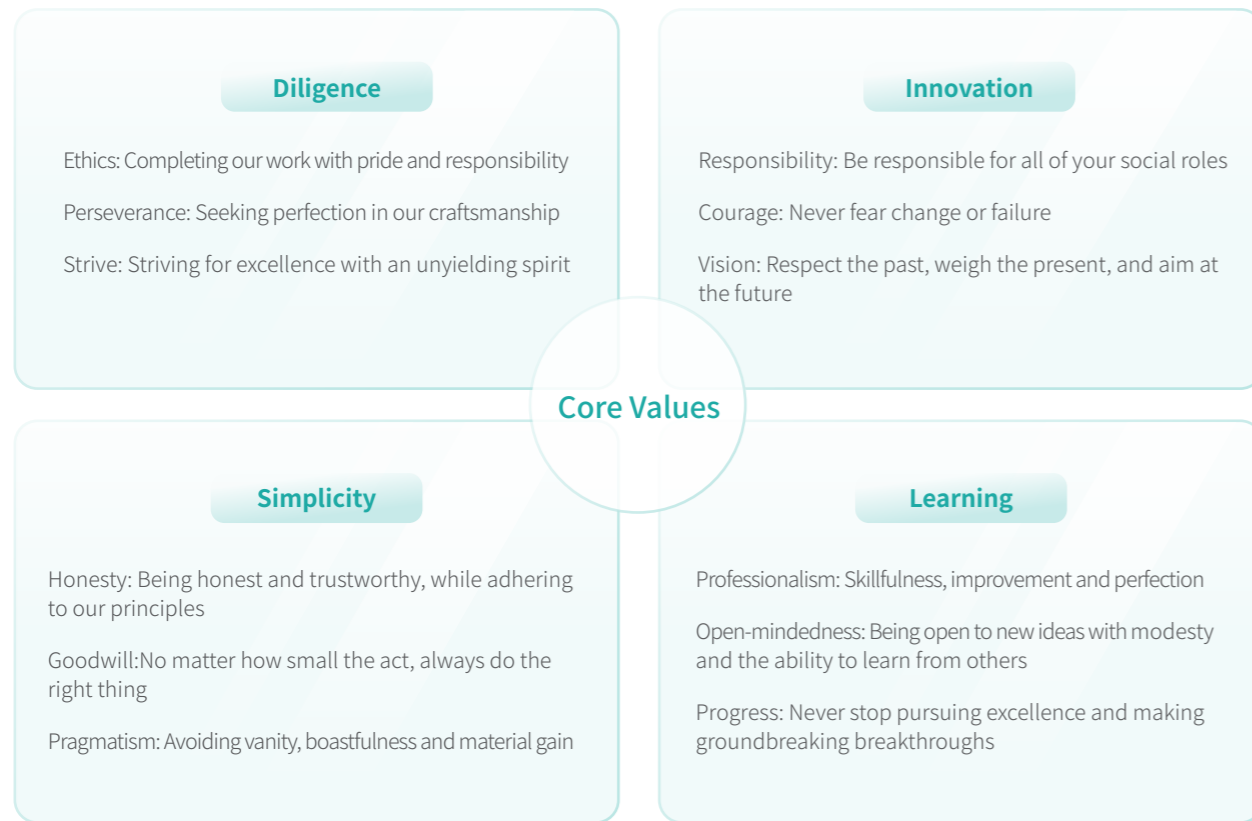 Diligence
Ethics: Completing our work with pride and responsibility
Perseverance: Seeking perfection in our craftsmanship
Strive: Striving for excellence with an unyielding spirit
Innovation
Responsibility: Be responsible for all of your social roles
Courage: Never fear change or failure
Vision: Respect the past, weigh the present, and aim at
the future
Core Values
Simplicity
Honesty: Being honest and trustworthy, while adhering
to our principles
Goodwill:No matter how small the act, always do the
right thing
Pragmatism: Avoiding vanity, boastfulness and material gain
Learning
Professionalism: Skillfulness, improvement and perfection
Open-mindedness: Being open to new ideas with modesty
and the ability to learn from others
Progress: Never stop pursuing excellence and making
groundbreaking breakthroughs